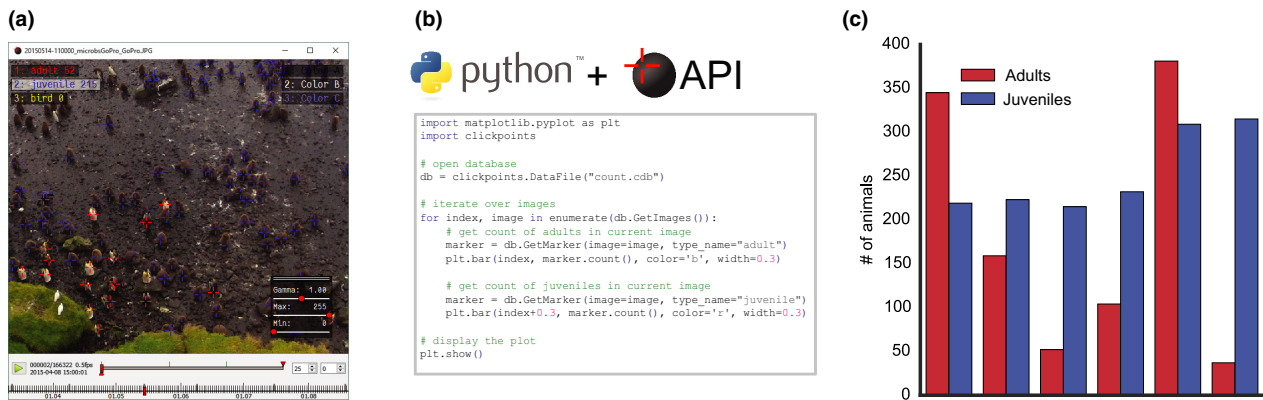 (a)
20150514-110000_microbsGoPro_GoPro.JPG
1: adult 52
2: juvenile 215
3: bird 0
2: Color B
3: Color C
Gamma: 1.00
Max: 255
Min: 0
000002/166322 0.5fps
2015-04-08 15:00:01
25
0
01.04 01.05 01.06 01.07 01.08
(b)
python™ + API
import matplotlib.pyplot as plt
import clickpoints
# open database
db = clickpoints.DataFile("count.cdb")
# iterate over images
for index, image in enumerate(db.GetImages()):
# get count of adults in current image
marker = db.GetMarker(image=image, type_name="adult")
plt.bar(index, marker.count(), color='b', width=0.3)
# get count of juveniles in current image
marker = db.GetMarker(image=image, type_name="juvenile")
plt.bar(index+0.3, marker.count(), color='r', width=0.3)
# display the plot
plt.show()
(c)
# of animals
400
350
300
250
200
150
100
50
0
Adults
Juveniles